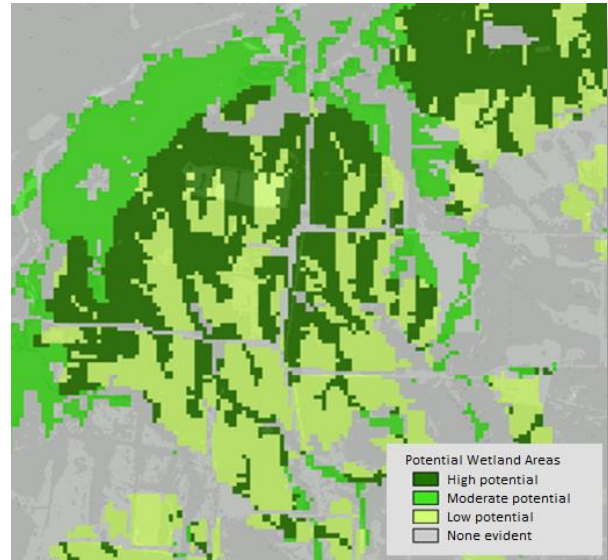 Potential Wetland Areas
High potential
Moderate potential
Low potential
None evident